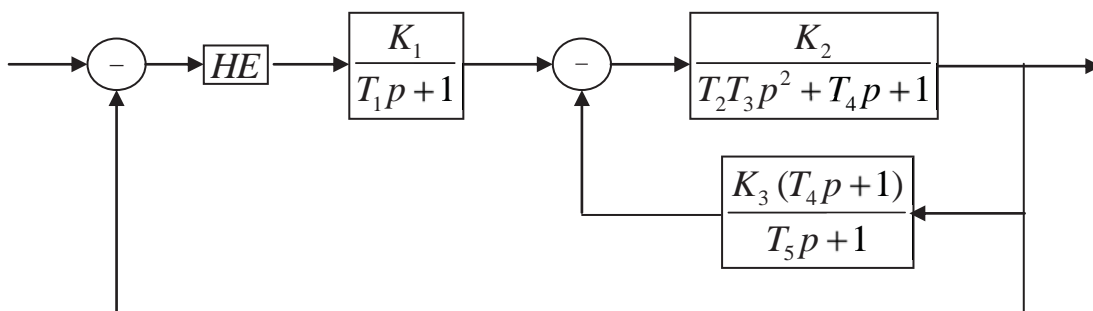 −
HE
K₁
T₁p + 1
-
K₂
T₂T₃p² + T₄p + 1
K₃ (T₄p + 1)
T₅p + 1